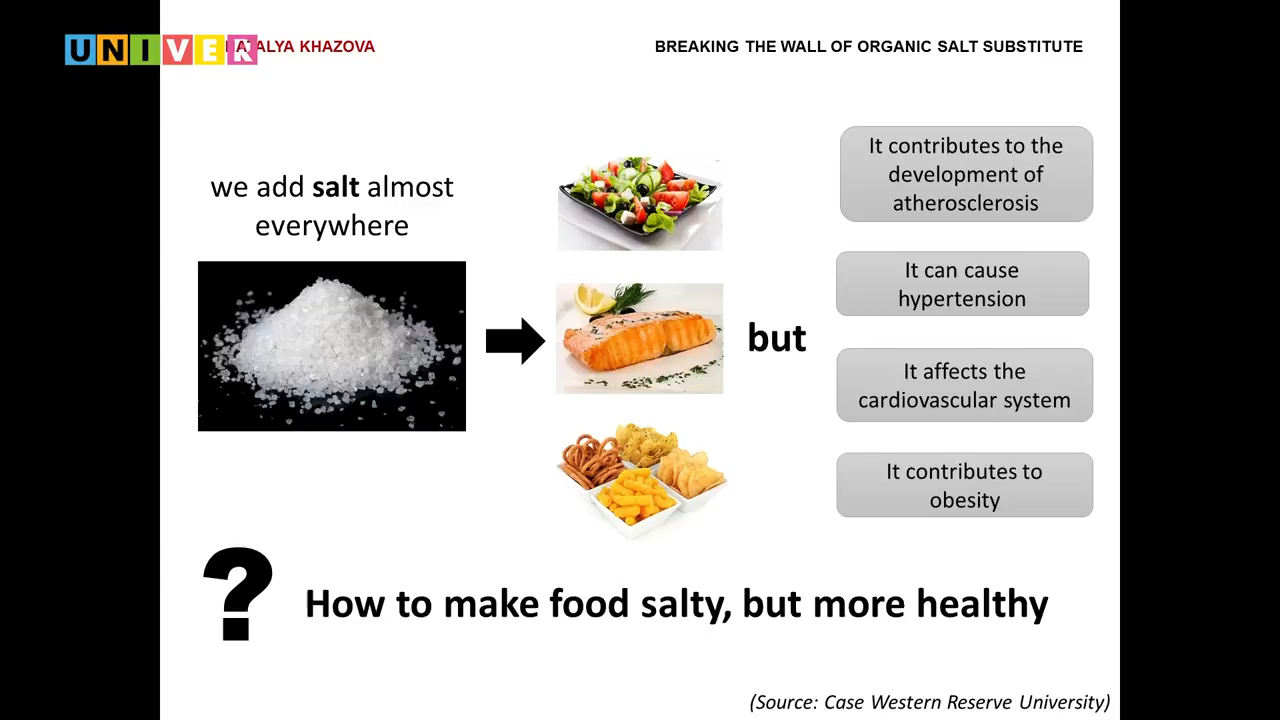 UNIVER
NATALYA KHAZOVA
BREAKING THE WALL OF ORGANIC SALT SUBSTITUTE
we add salt almost
everywhere
but
It contributes to the
development of
atherosclerosis
It can cause
hypertension
It affects the
cardiovascular system
It contributes to
obesity
? How to make food salty, but more healthy
(Source: Case Western Reserve University)